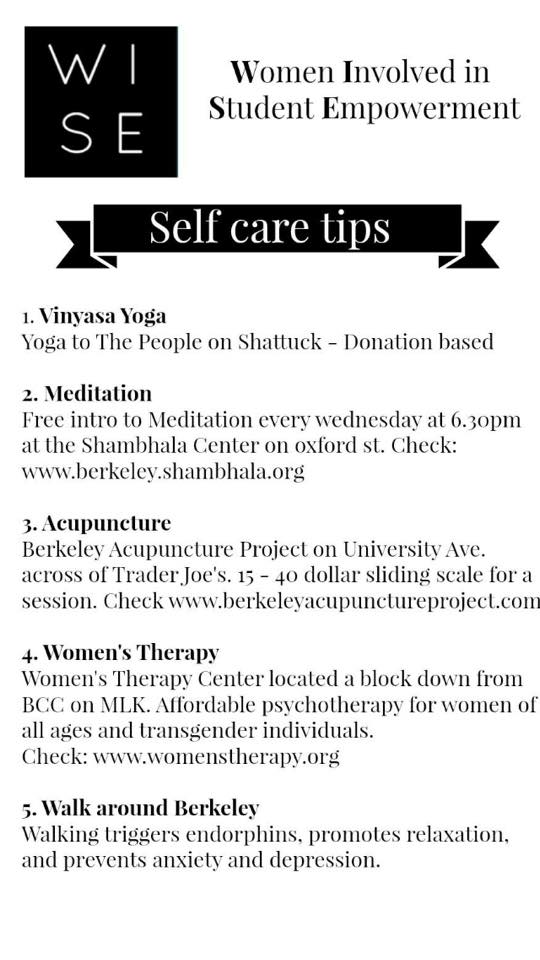 W I
S E
Women Involved in
Student Empowerment
Self care tips
1. Vinyasa Yoga
Yoga to The People on Shattuck - Donation based
2. Meditation
Free intro to Meditation every wednesday at 6.30pm
at the Shambhala Center on oxford st. Check:
www.berkeley.shambhala.org
3. Acupuncture
Berkeley Acupuncture Project on University Ave.
across of Trader Joe's. 15 - 40 dollar sliding scale for a
session. Check www.berkeleyacupunctureproject.com
4. Women's Therapy
Women's Therapy Center located a block down from
BCC on MLK. Affordable psychotherapy for women of
all ages and transgender individuals.
Check: www.womenstherapy.org
5. Walk around Berkeley
Walking triggers endorphins, promotes relaxation,
and prevents anxiety and depression.